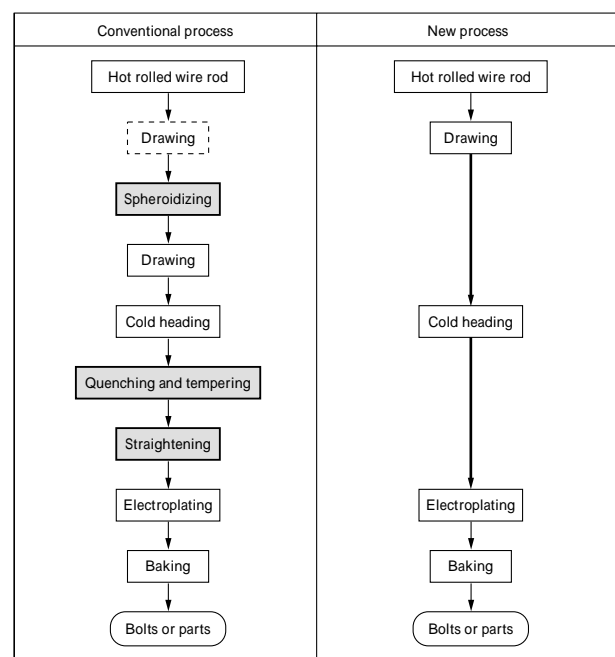 Conventional process
New process
Hot rolled wire rod
Drawing
Spheroidizing
Drawing
Cold heading
Quenching and tempering
Straightening
Electroplating
Baking
Bolts or parts
Hot rolled wire rod
Drawing
Cold heading
Electroplating
Baking
Bolts or parts